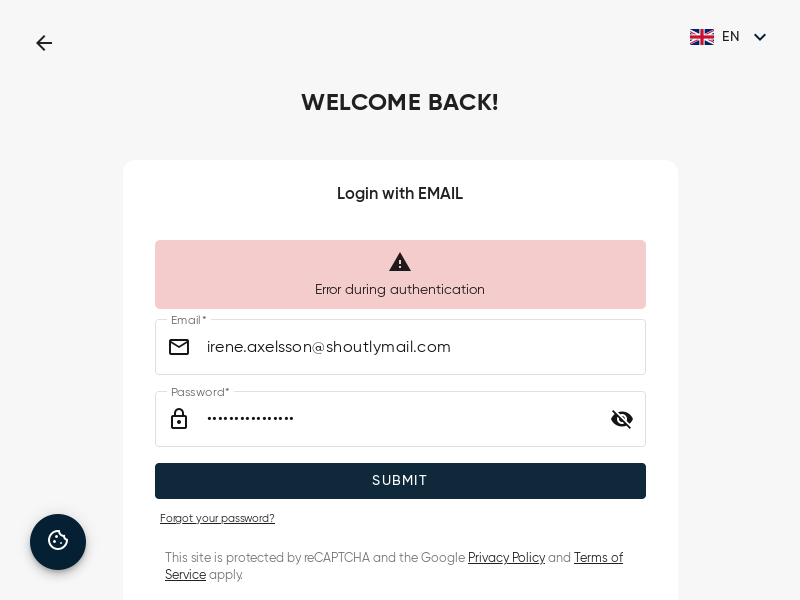 EN
WELCOME BACK!
Login with EMAIL
Error during authentication
Email*
irene.axelsson@shoutlymail.com
Password*
••••••••••••••••
SUBMIT
Forgot your password?
This site is protected by reCAPTCHA and the Google Privacy Policy and Terms of
Service apply.